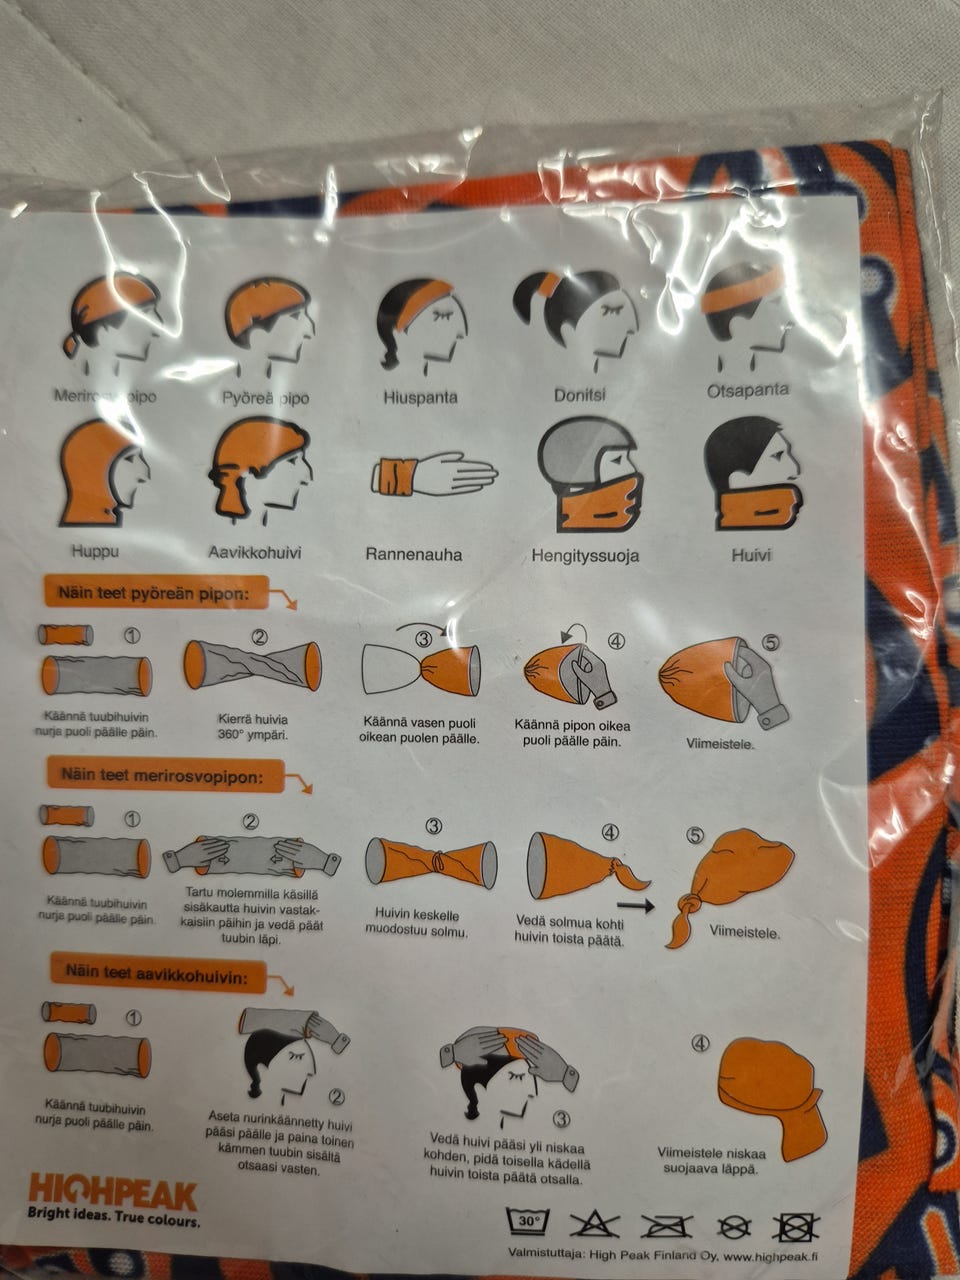 pipo
Pyöreä pipo
Hiuspanta
Donitsi
Otsapanta
Huppu
Aavikkohuivi
Rannenauha
Hengityssuoja
Huivi
Näin teet pyöreän pipon:
1
2
3
4
5
Käännä tuubihuivin
nurja puoli päälle päin.
Kierrä huivia
360° ympäri.
Käännä vasen puoli
oikean puolen päälle.
Käännä pipon oikea
puoli päälle päin.
Viimeistele.
Näin teet merirosvopipon:
1
2
3
4
5
Käännä tuubihuivin
nurja puoli päälle päin.
Tartu molemmilla käsillä
sisäkautta huivin vastak-
kaisiin päihin ja vedä päät
tuubin läpi.
Huivin keskelle
muodostuu solmu.
Vedä solmua kohti
huivin toista päätä.
Viimeistele.
Näin teet aavikkohuivin:
1
2
3
4
Käännä tuubihuivin
nurja puoli päälle päin.
Aseta nurinkäännetty huivi
pääsi päälle ja paina toinen
kämmen tuubin sisältä
otsaasi vasten.
Vedä huivi pääsi yli niskaa
kohden, pidä toisella kädellä
huivin toista päätä otsalla.
Viimeistele niskaa
suojaava läppä.
HIGHPEAK
Bright ideas. True colours.
30°
Valmistuttaja: High Peak Finland Oy, www.highpeak.fi